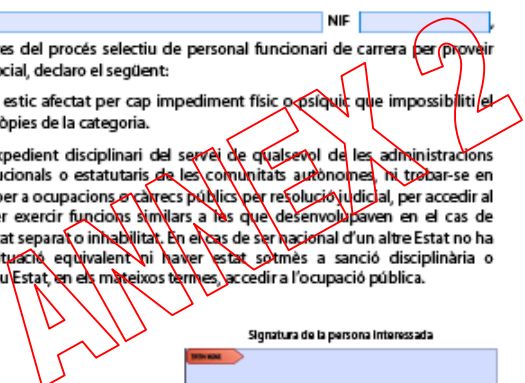 NIF ,
es del procés selectiu de personal funcionari de carrera per proveir
cial, declaro el següent:
estic afectat per cap impediment físic o psíquic que impossibiliti el
òpies de la categoria.
xpedient disciplinari del servei de qualsevol de les administracions
ucionals o estatutaris de les comunitats autònomes, ni trobar-se en
per a ocupacions o càrrecs públics per resolució judicial, per accedir al
er exercir funcions similars a les que desenvolupaven en el cas de
at separat o inhabilitat. En el cas de ser nacional d'un altre Estat no ha
tuació equivalent ni haver estat sotmès a sanció disciplinària o
u Estat, en els mateixos termes, accedir a l'ocupació pública.
ANNEX 2
Signatura de la persona interessada